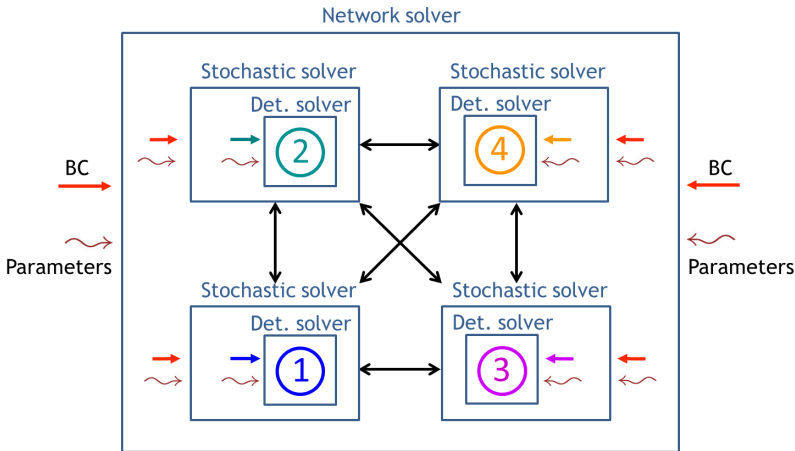 Network solver
Stochastic solver
Stochastic solver
Det. solver
Det. solver
2
4
BC
BC
Parameters
Parameters
Stochastic solver
Stochastic solver
Det. solver
Det. solver
1
3